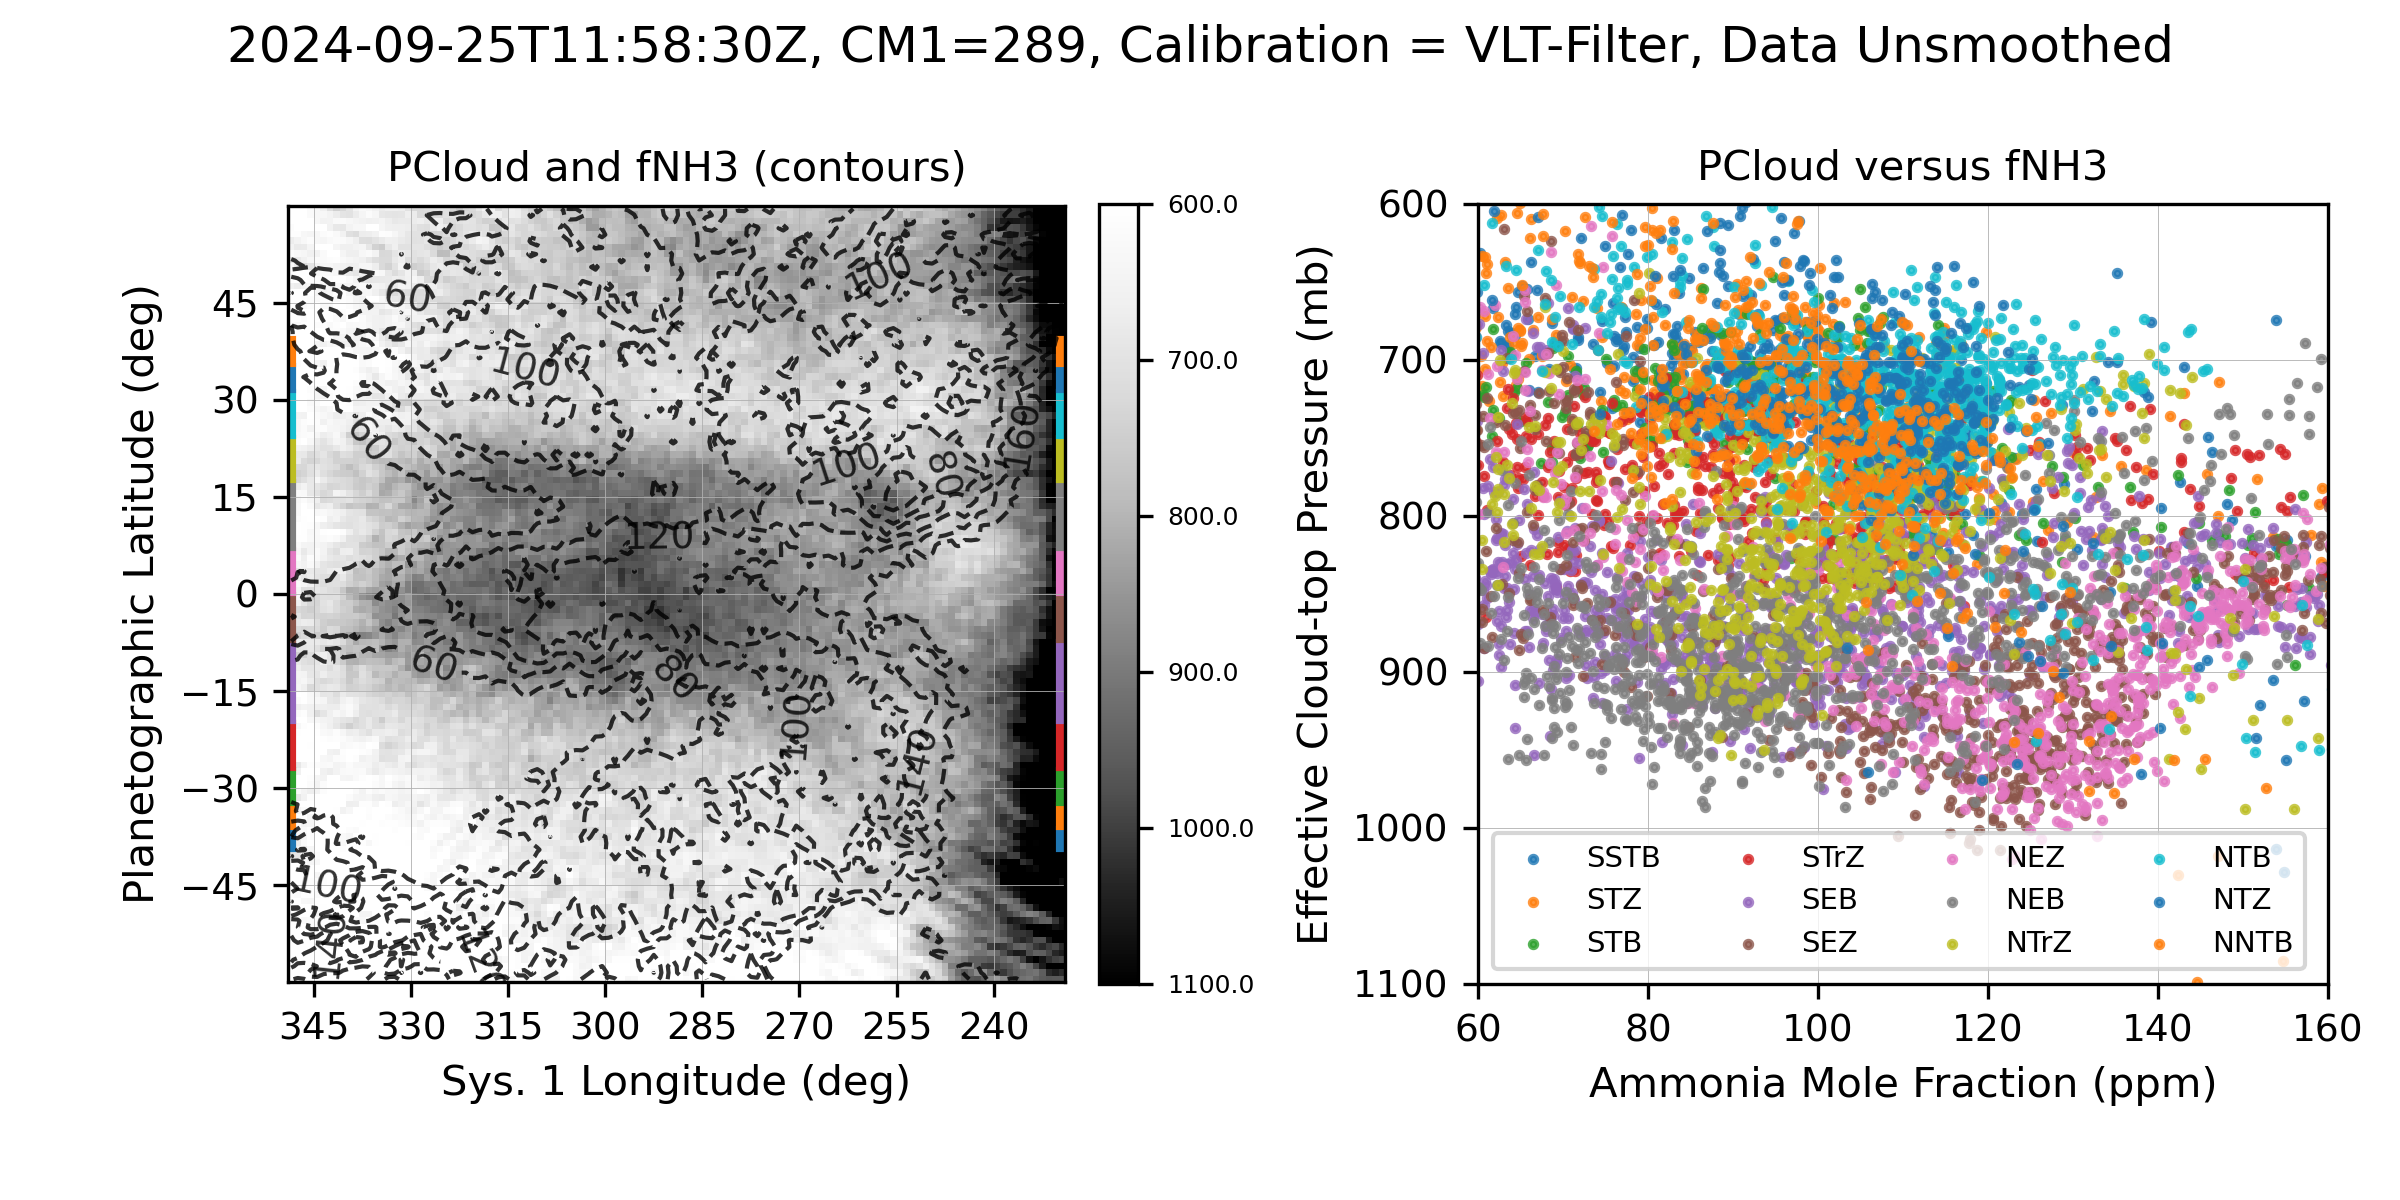 2024-09-25T11:58:30Z, CM1=289, Calibration = VLT-Filter, Data Unsmoothed
PCloud and fNH3 (contours)
Planetographic Latitude (deg)
45
30
15
0
−15
−30
−45
60
100
100
60
100
80
160
120
60
80
100
140
100
140
345
330
315
300
285
270
255
240
Sys. 1 Longitude (deg)
600.0
700.0
800.0
900.0
1000.0
1100.0
PCloud versus fNH3
Effective Cloud-top Pressure (mb)
600
700
800
900
1000
1100
SSTB
STZ
STB
STrZ
SEB
SEZ
NEZ
NEB
NTrZ
NTB
NTZ
NNTB
60
80
100
120
140
160
Ammonia Mole Fraction (ppm)